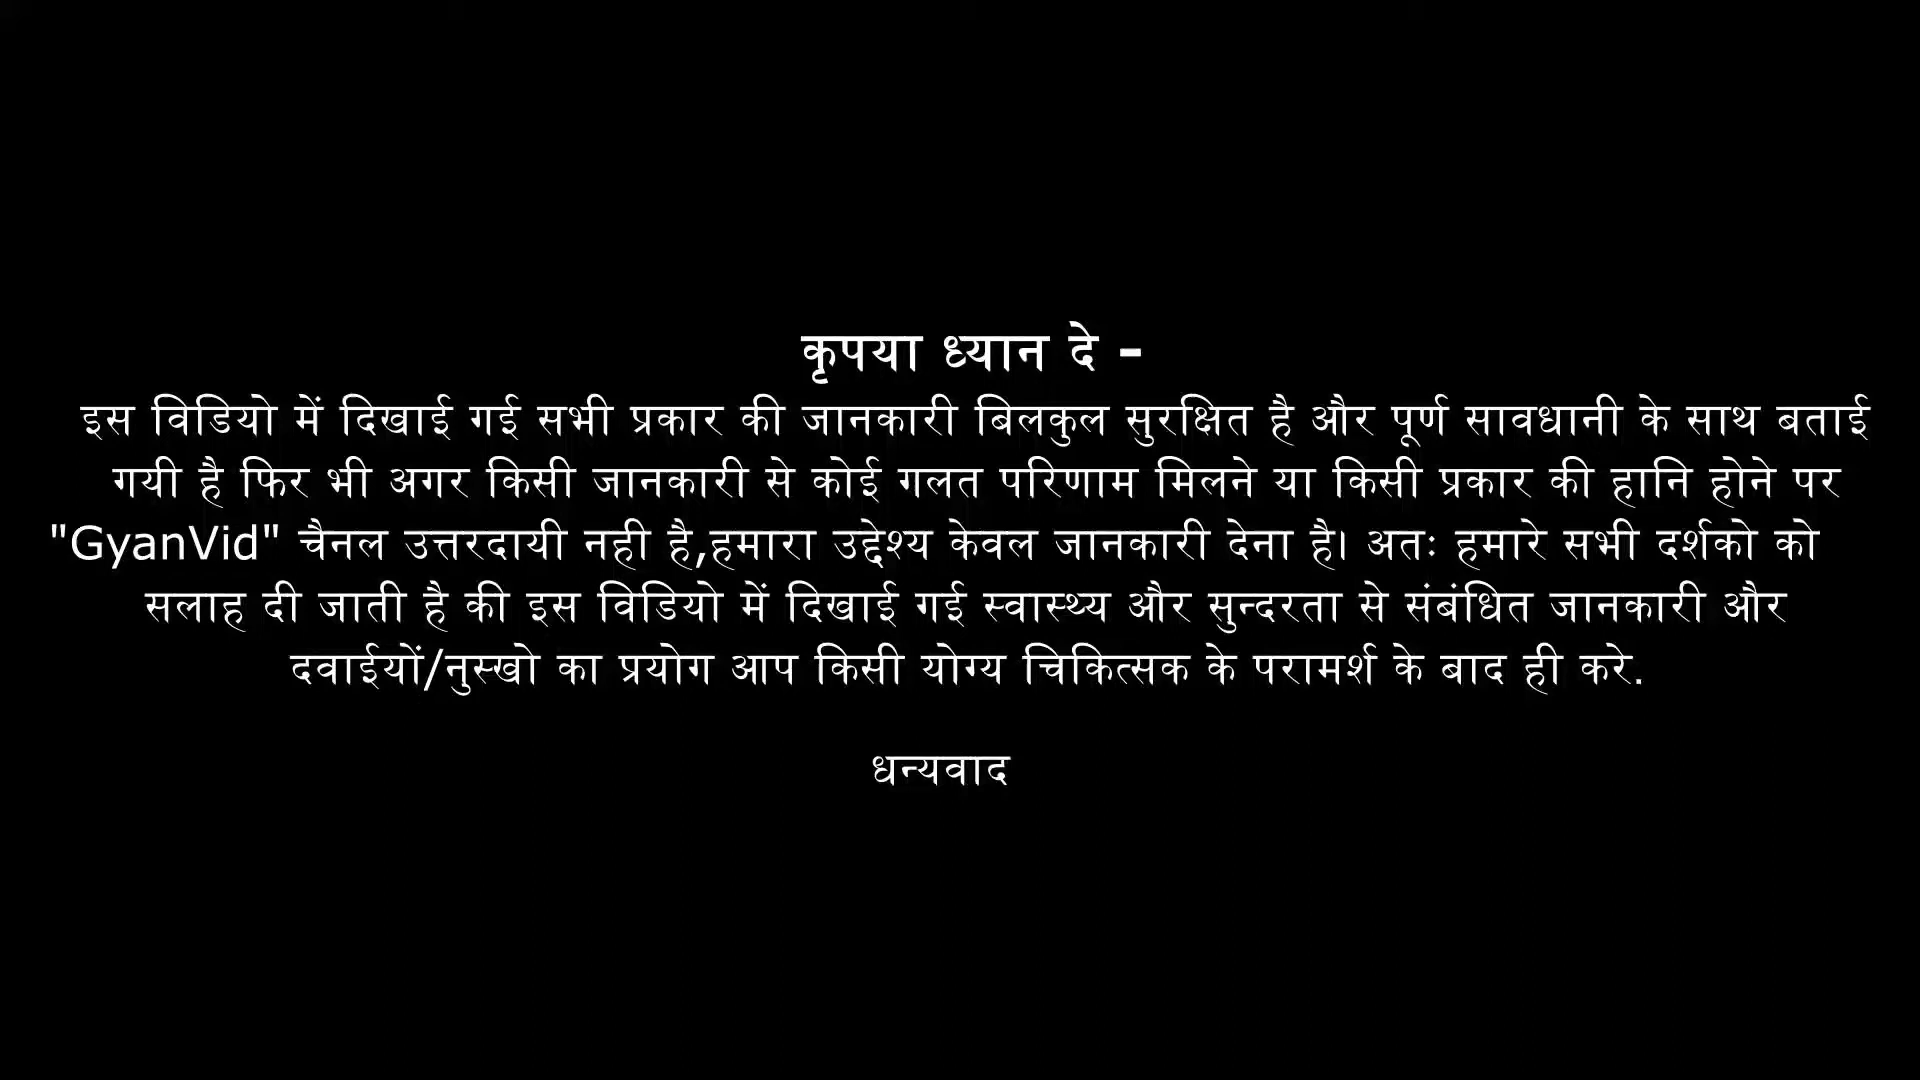 कृपया ध्यान दे -
इस विडियो में दिखाई गई सभी प्रकार की जानकारी बिलकुल सुरक्षित है और पूर्ण सावधानी के साथ बताई
गयी है फिर भी अगर किसी जानकारी से कोई गलत परिणाम मिलने या किसी प्रकार की हानि होने पर
"GyanVid" चैनल उत्तरदायी नही है,हमारा उद्देश्य केवल जानकारी देना है। अतः हमारे सभी दर्शको को
सलाह दी जाती है की इस विडियो में दिखाई गई स्वास्थ्य और सुन्दरता से संबंधित जानकारी और
दवाईयों/नुस्खो का प्रयोग आप किसी योग्य चिकित्सक के परामर्श के बाद ही करे.
धन्यवाद